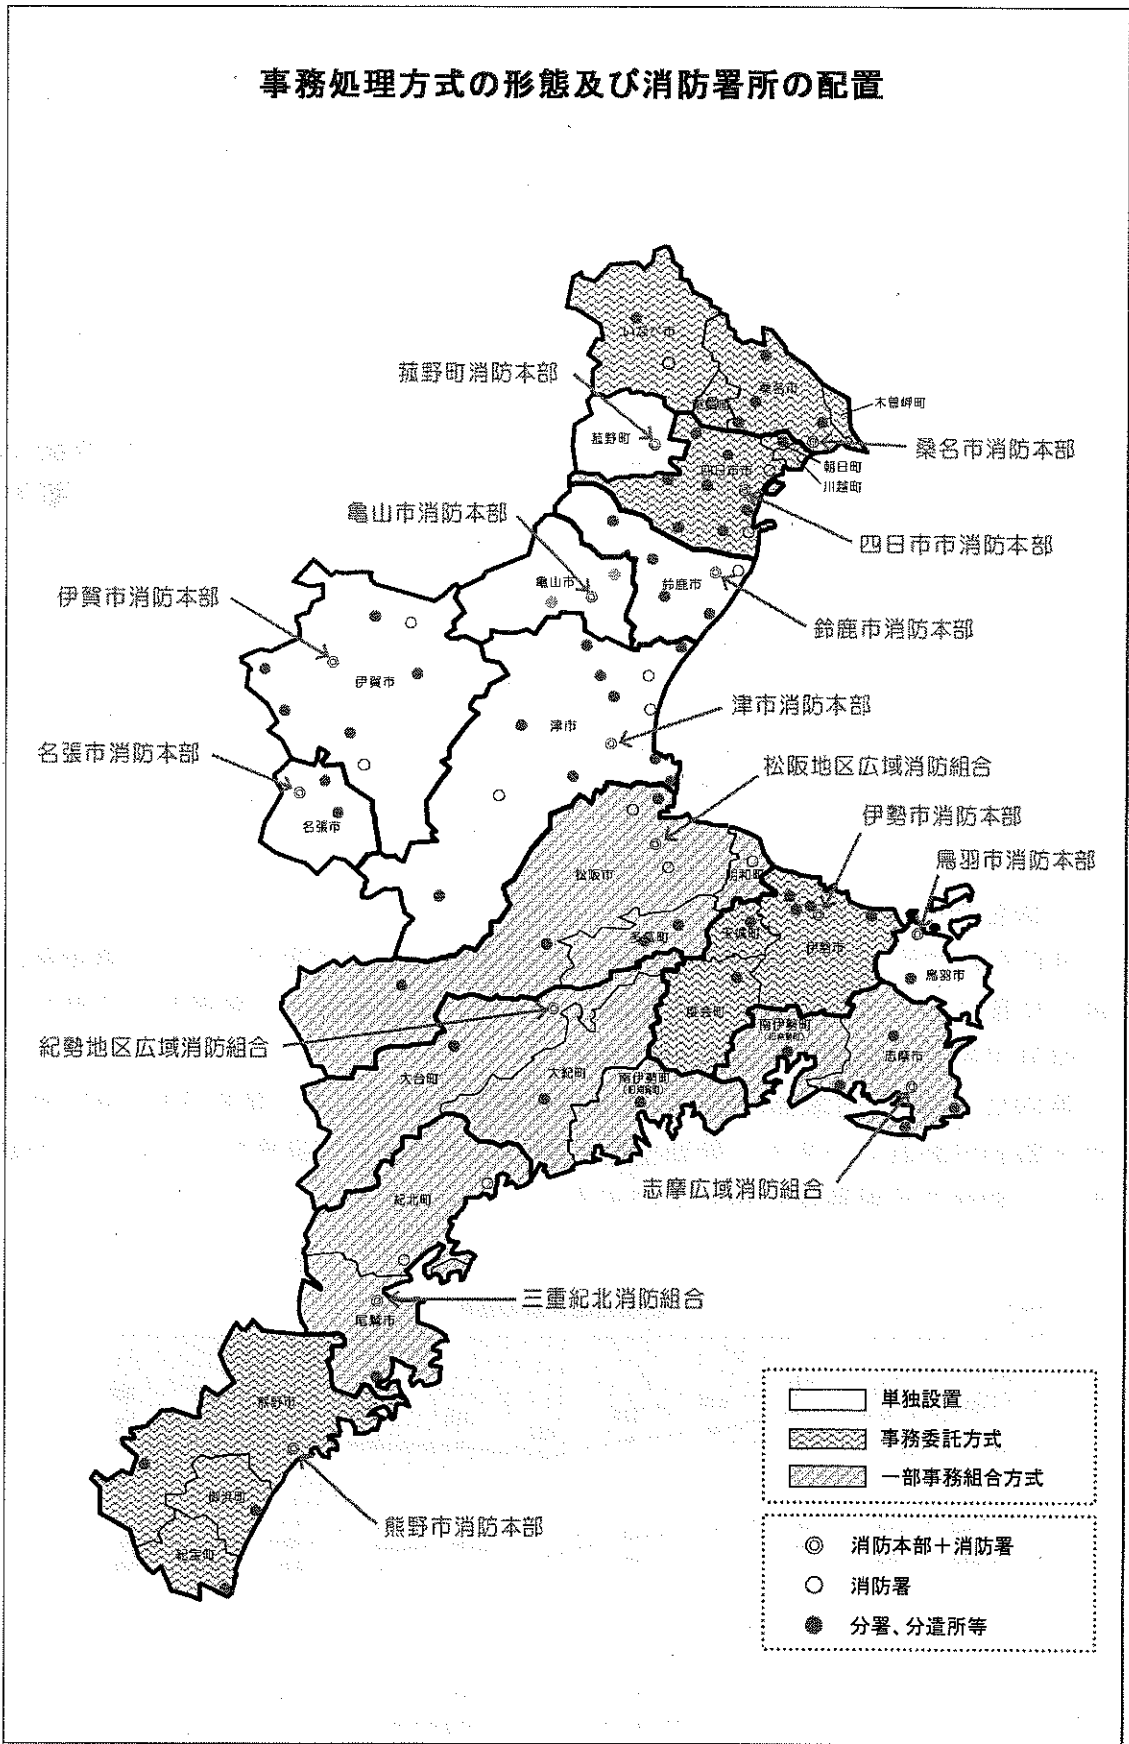 事務処理方式の形態及び消防署所の配置
いなべ市
菰野町消防本部
桑名市
木曽岬町
東員町
菰野町
桑名市消防本部
朝日町
四日市市
川越町
亀山市消防本部
四日市市消防本部
亀山市
鈴鹿市
伊賀市消防本部
鈴鹿市消防本部
伊賀市
津市消防本部
津市
名張市消防本部
松阪地区広域消防組合
伊勢市消防本部
名張市
鳥羽市消防本部
松阪市
明和町
多気町
玉城町
伊勢市
鳥羽市
度会町
南伊勢町
紀勢地区広域消防組合
志摩市
大台町
大紀町
南伊勢町
志摩広域消防組合
紀北町
三重紀北消防組合
尾鷲市
単独設置
熊野市
事務委託方式
一部事務組合方式
御浜町
熊野市消防本部
消防本部+消防署
紀宝町
消防署
分署、分遣所等